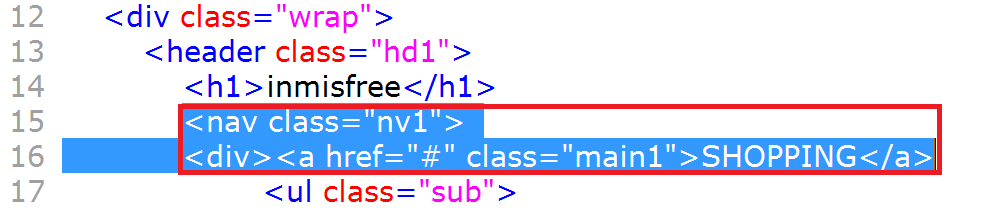 12 <div class="wrap">
13 <header class="hd1">
14 <h1>inmisfree</h1>
15 <nav class="nv1">
16 <div><a href="#" class="main1">SHOPPING</a>
17 <ul class="sub">